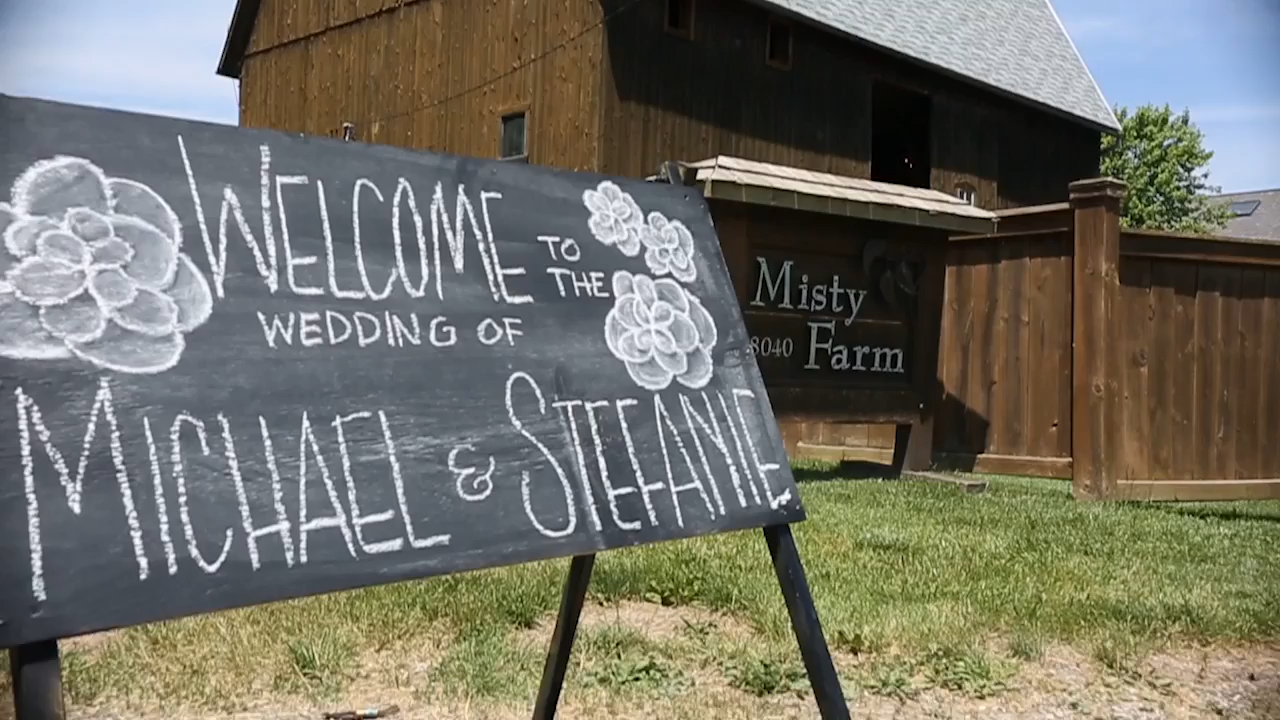 WELCOME TO THE
WEDDING OF
MICHAEL & STEFANIE
Misty
8040 Farm